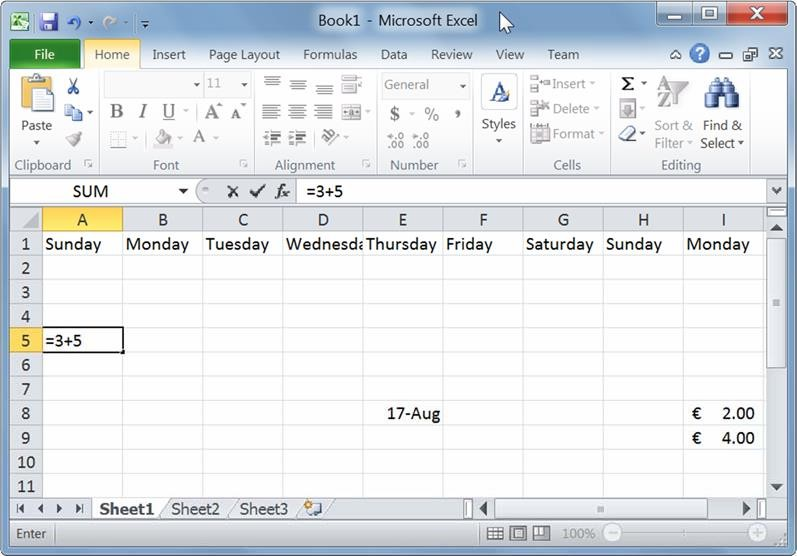 Book1 - Microsoft Excel
File Home Insert Page Layout Formulas Data Review View Team
11 General Σ
Insert
B I U A A $ % , Delete
Paste A Styles Format Sort & Filter Find & Select
Clipboard Font Alignment Number Cells Editing
SUM fx =3+5
A B C D E F G H I
1 Sunday Monday Tuesday Wednesda Thursday Friday Saturday Sunday Monday
2
3
4
5 =3+5
6
7
8 17-Aug € 2.00
9 € 4.00
10
11
Sheet1 Sheet2 Sheet3
Enter 100%